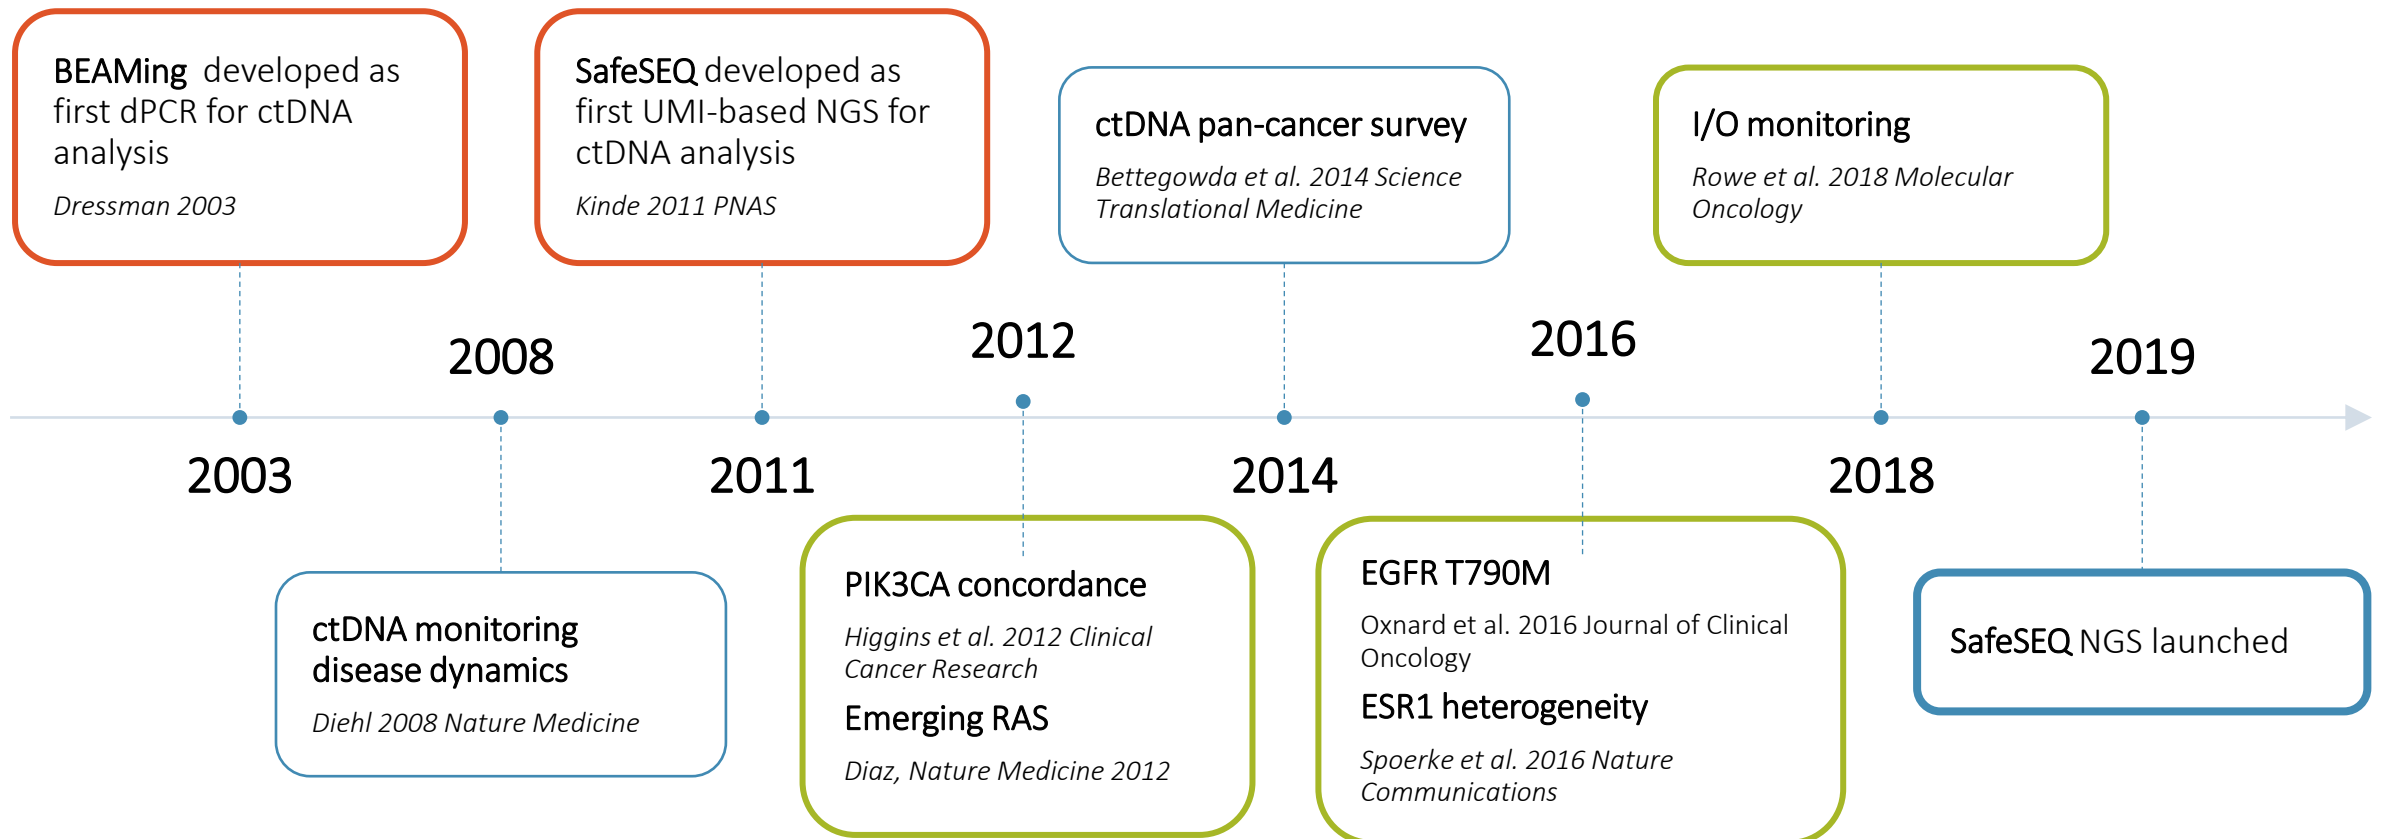 BEAMing developed as
first dPCR for ctDNA
analysis
Dressman 2003
2003
2008
ctDNA monitoring
disease dynamics
Diehl 2008 Nature Medicine
SafeSEQ developed as
first UMI-based NGS for
ctDNA analysis
Kinde 2011 PNAS
2011
2012
PIK3CA concordance
Higgins et al. 2012 Clinical
Cancer Research
Emerging RAS
Diaz, Nature Medicine 2012
ctDNA pan-cancer survey
Bettegowda et al. 2014 Science
Translational Medicine
2014
2016
EGFR T790M
Oxnard et al. 2016 Journal of Clinical
Oncology
ESR1 heterogeneity
Spoerke et al. 2016 Nature
Communications
I/O monitoring
Rowe et al. 2018 Molecular
Oncology
2018
2019
SafeSEQ NGS launched